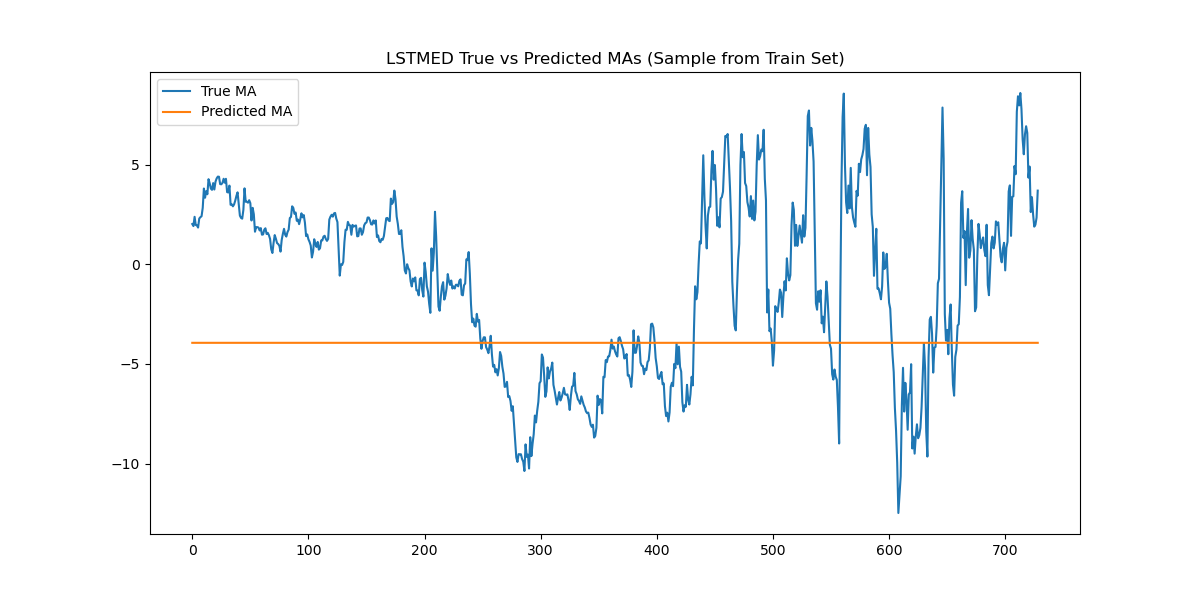 LSTMED True vs Predicted MAs (Sample from Train Set)
True MA
Predicted MA
5
0
−5
−10
0 100 200 300 400 500 600 700